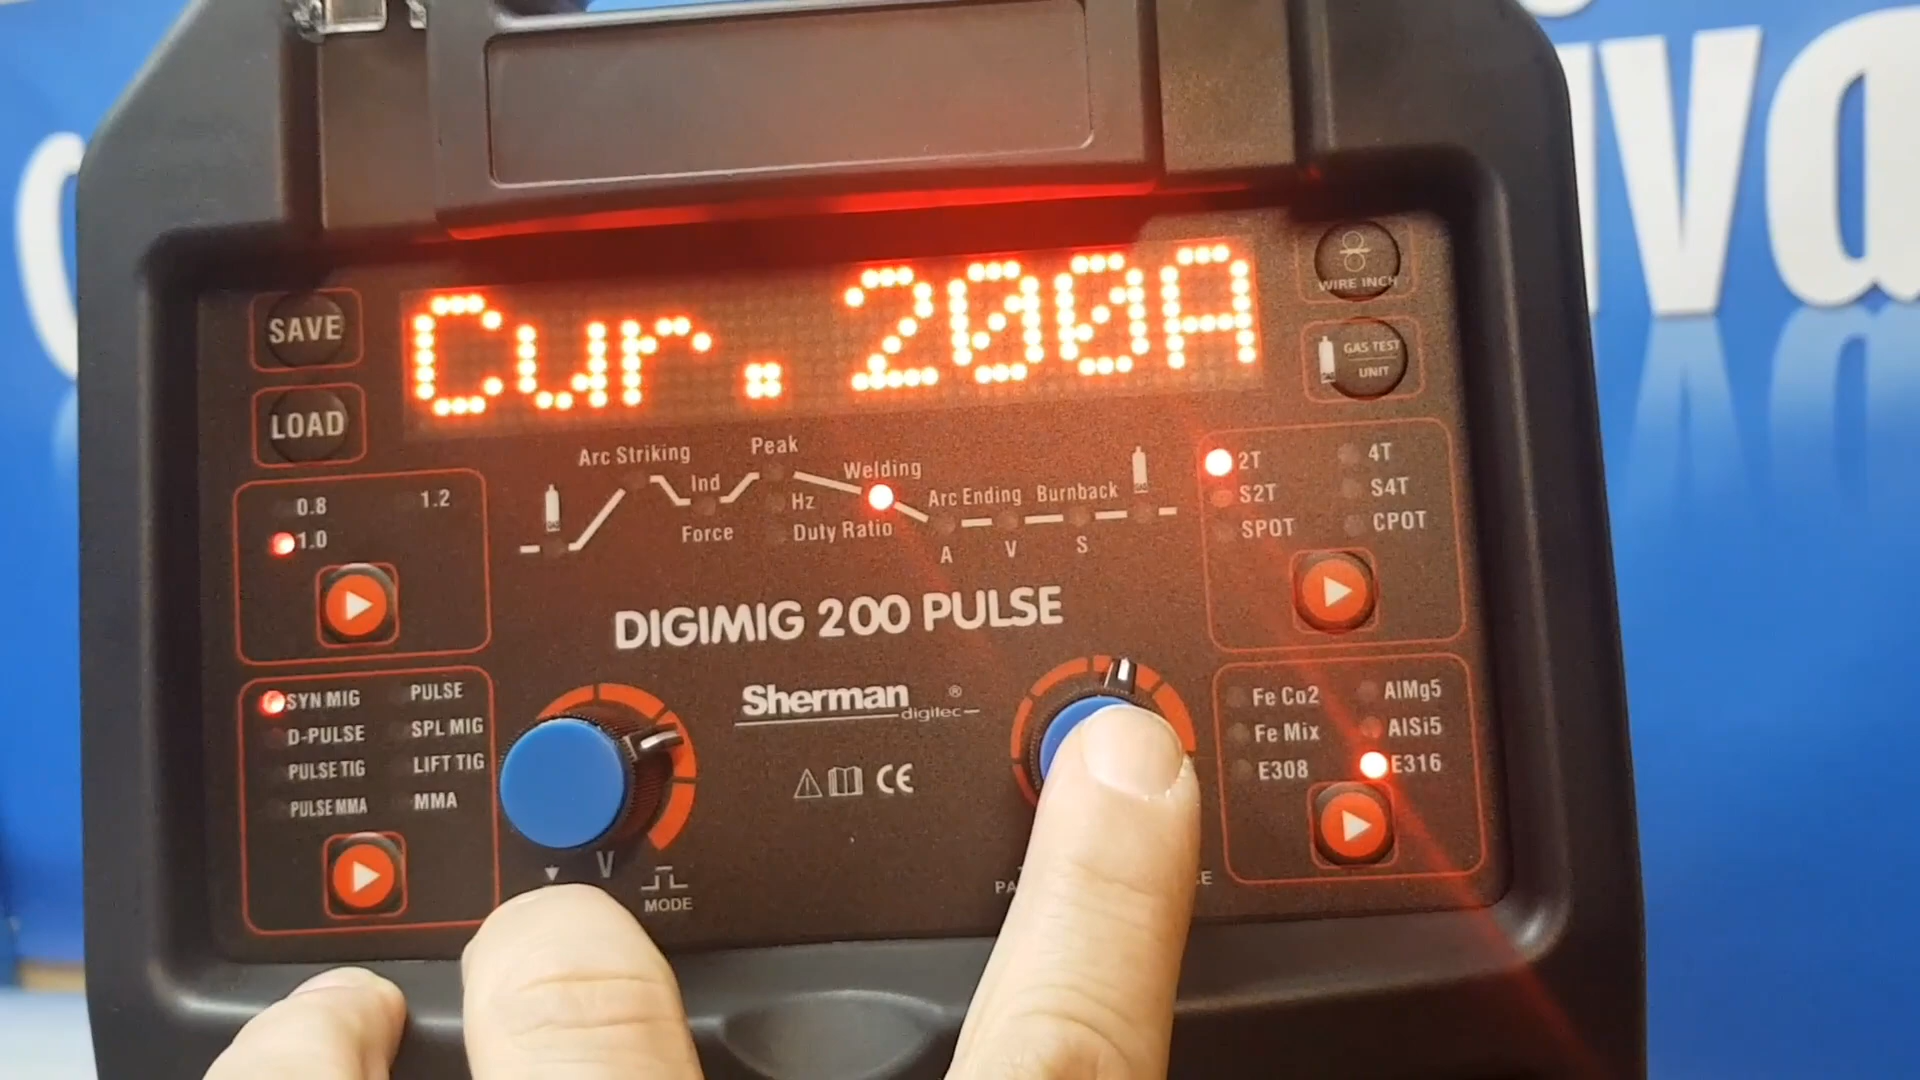 Cur. 200A
SAVE
LOAD
WIRE INCH
GAS TEST
UNIT
0.8
1.2
1.0
Arc Striking
Ind
Force
Peak
Hz
Duty Ratio
Welding
Arc Ending
Burnback
A
V
S
2T
4T
S2T
S4T
SPOT
CPOT
DIGIMIG 200 PULSE
Sherman ®
digitec
CE
SYN MIG
PULSE
D-PULSE
SPL MIG
PULSE TIG
LIFT TIG
PULSE MMA
MMA
V
MODE
Fe Co2
AlMg5
Fe Mix
AlSi5
E308
E316